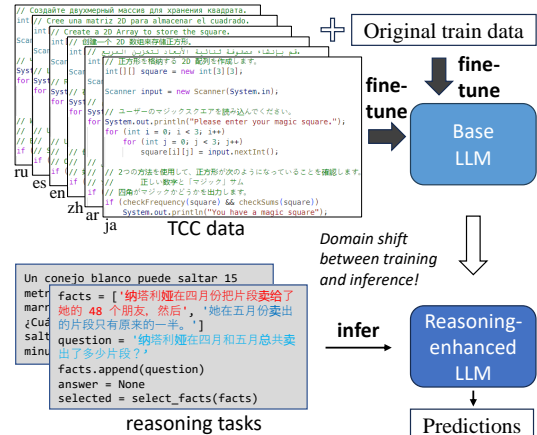 // Создайте двухмерный массив для хранения квадрата.
// Cree una matriz 2D para almacenar el cuadrado.
// Create a 2D Array to store the square.
// 创建一个 2D 数组来存储正方形。
// 正方形を格納する 2D 配列を作成します。
int[][] square = new int[3][3];
Scanner input = new Scanner(System.in);
// ユーザーのマジックスクエアを読み込んでください。
System.out.println("Please enter your magic square.");
for (int i = 0; i < 3; i++)
for (int j = 0; j < 3; j++)
square[i][j] = input.nextInt();
// 2つの方法を使用して、正方形が次のようになっていることを確認します。
// 正しい数字と「マジック」サム
// 四角がマジックかどうかを出力します。
if (checkFrequency(square) && checkSums(square))
System.out.println("You have a magic square");
ru
es
en
zh
ar
ja
TCC data
Original train data
fine-
tune
fine-
tune
Base
LLM
Domain shift
between training
and inference!
Un conejo blanco puede saltar 15
metr
marr
¿Cuá
salt
minu
facts = ['纳塔利娅在四月份把片段卖给了
她的 48 个朋友，然后', '她在五月份卖出
的片段只有原来的一半。']
question = '纳塔利娅在四月和五月总共卖
出了多少片段？'
facts.append(question)
answer = None
selected = select_facts(facts)
reasoning tasks
infer
Reasoning-
enhanced
LLM
Predictions